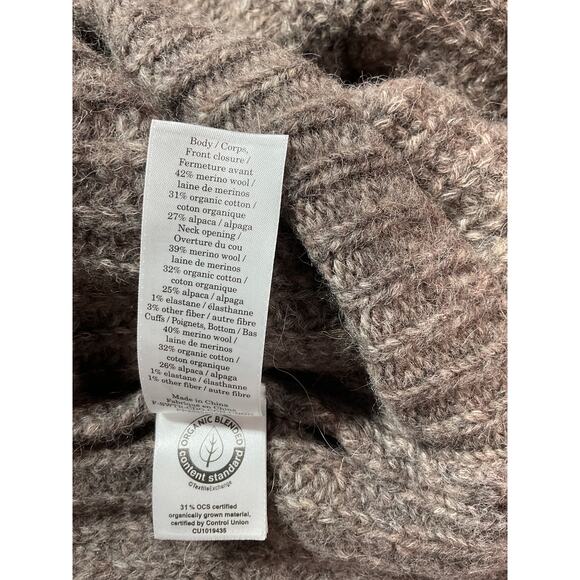 Body / Corps,
Front closure /
Fermeture avant
42% merino wool /
laine de merinos
31% organic cotton /
coton organique
27% alpaca / alpaga
Neck opening /
Overture du cou
39% merino wool /
laine de merinos
32% organic cotton /
coton organique
25% alpaca / alpaga
1% elastane / élasthanne
3% other fiber / autre fibre
Cuffs / Poignets, Bottom / Bas
40% merino wool /
laine de merinos
32% organic cotton /
coton organique
26% alpaca / alpaga
1% elastane / élasthanne
1% other fiber / autre fibre
Made in China
Fabriqué en Chine
ORGANIC BLENDED
content standard
©TextileExchange
31% OCS certified
organically grown material,
certified by Control Union
CU1019435